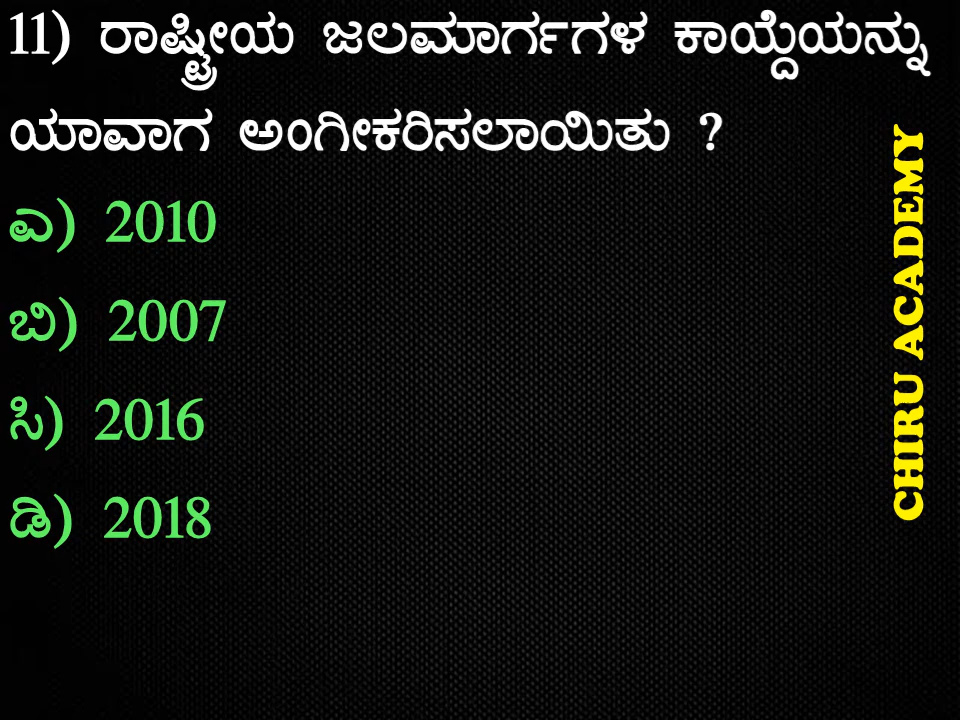 11) ರಾಷ್ಟ್ರೀಯ ಜಲಮಾರ್ಗಗಳ ಕಾಯ್ದೆಯನ್ನು
ಯಾವಾಗ ಅಂಗೀಕರಿಸಲಾಯಿತು ?
ಎ) 2010
ಬಿ) 2007
ಸಿ) 2016
ಡಿ) 2018
CHIRU ACADEMY